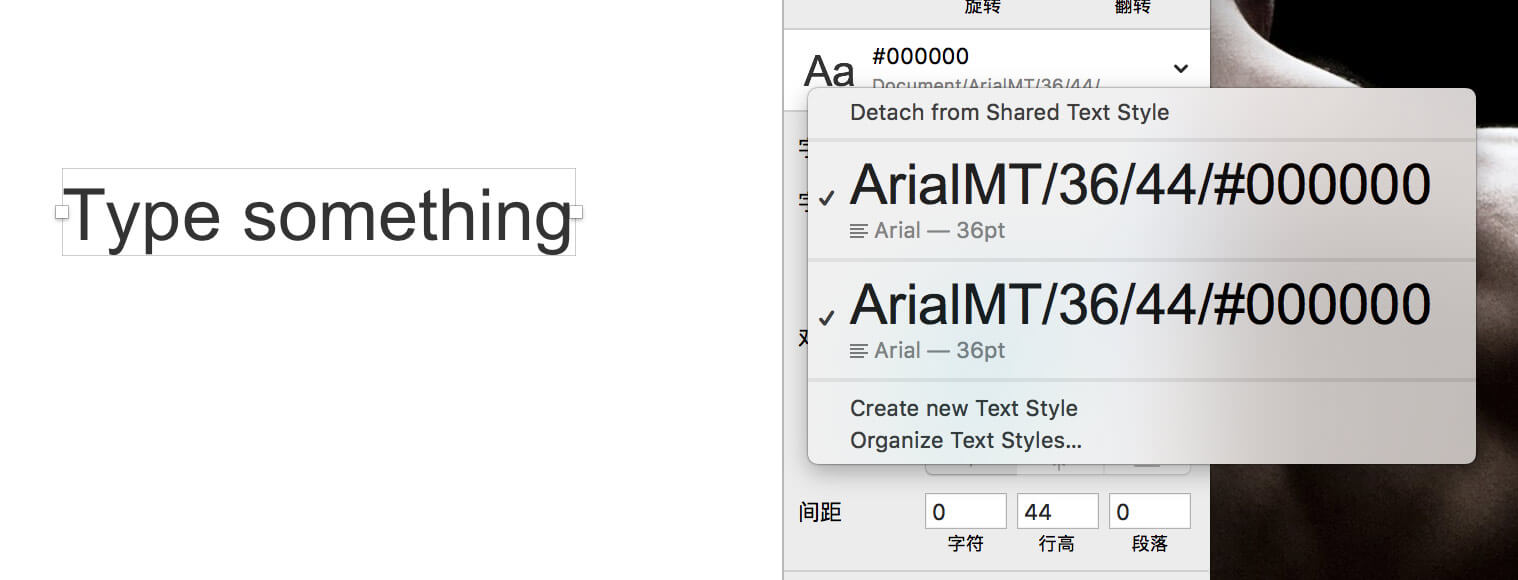 旋转 翻转
Aa
#000000
Document/ArialMT/36/44/
Type something
Detach from Shared Text Style
ArialMT/36/44/#000000
Arial — 36pt
ArialMT/36/44/#000000
Arial — 36pt
Create new Text Style
Organize Text Styles...
间距 0 44 0
字符 行高 段落